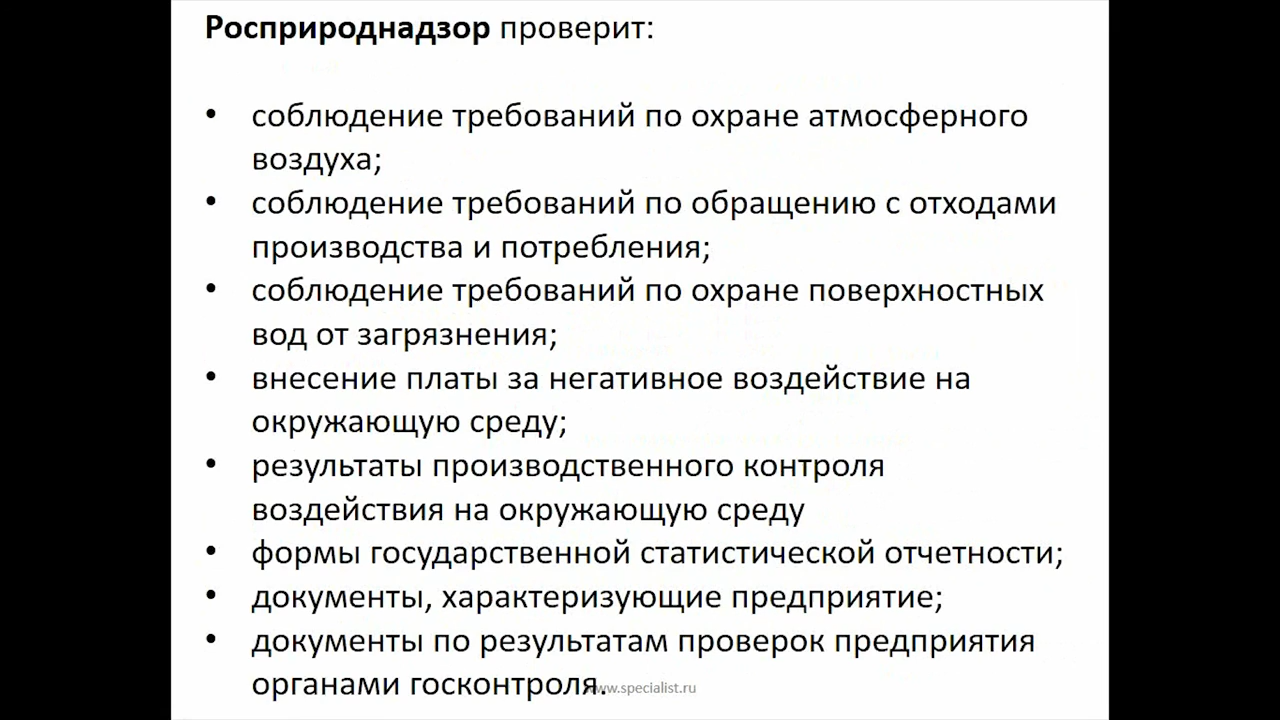 Росприроднадзор проверит:
• соблюдение требований по охране атмосферного
воздуха;
• соблюдение требований по обращению с отходами
производства и потребления;
• соблюдение требований по охране поверхностных
вод от загрязнения;
• внесение платы за негативное воздействие на
окружающую среду;
• результаты производственного контроля
воздействия на окружающую среду
• формы государственной статистической отчетности;
• документы, характеризующие предприятие;
• документы по результатам проверок предприятия
органами госконтроля.
www.specialist.ru